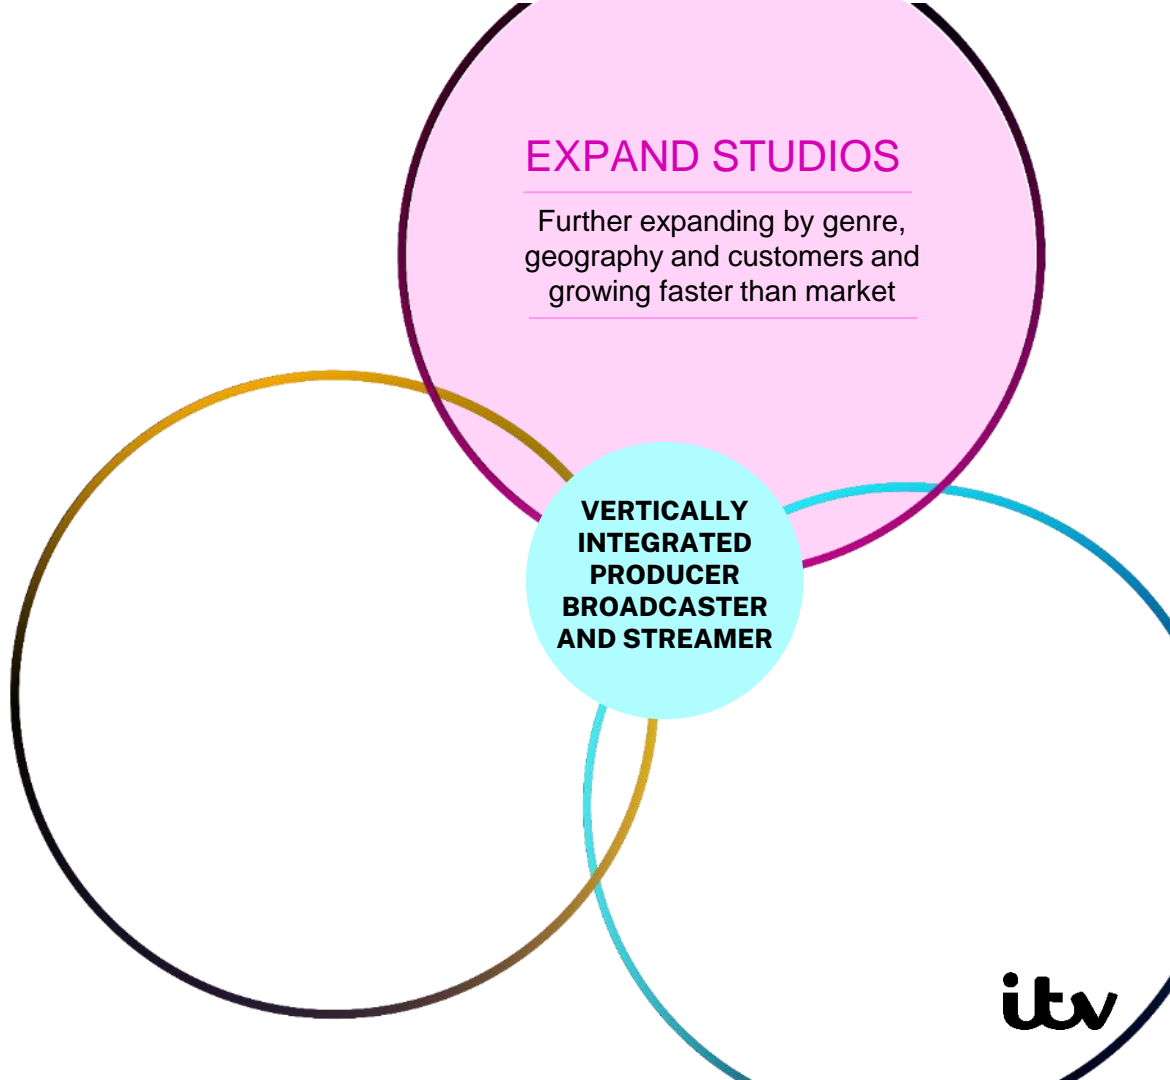 EXPAND STUDIOS
Further expanding by genre,
geography and customers and
growing faster than market
VERTICALLY
INTEGRATED
PRODUCER
BROADCASTER
AND STREAMER
itv